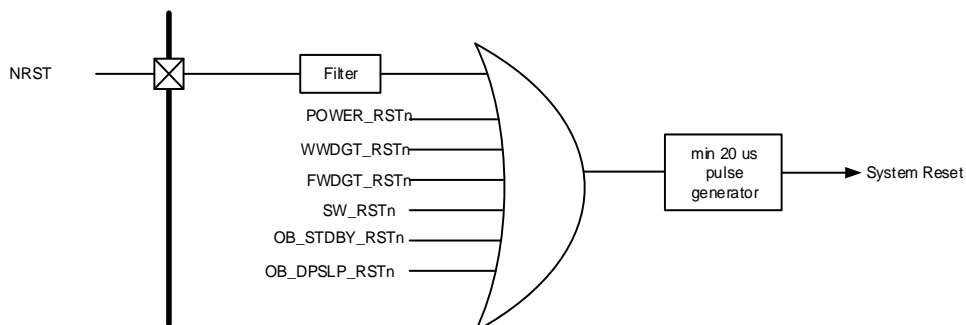 NRST
Filter
POWER_RSTn
WWDGT_RSTn
FWDGT_RSTn
SW_RSTn
OB_STDBY_RSTn
OB_DPSLP_RSTn
min 20 us
pulse
generator
System Reset